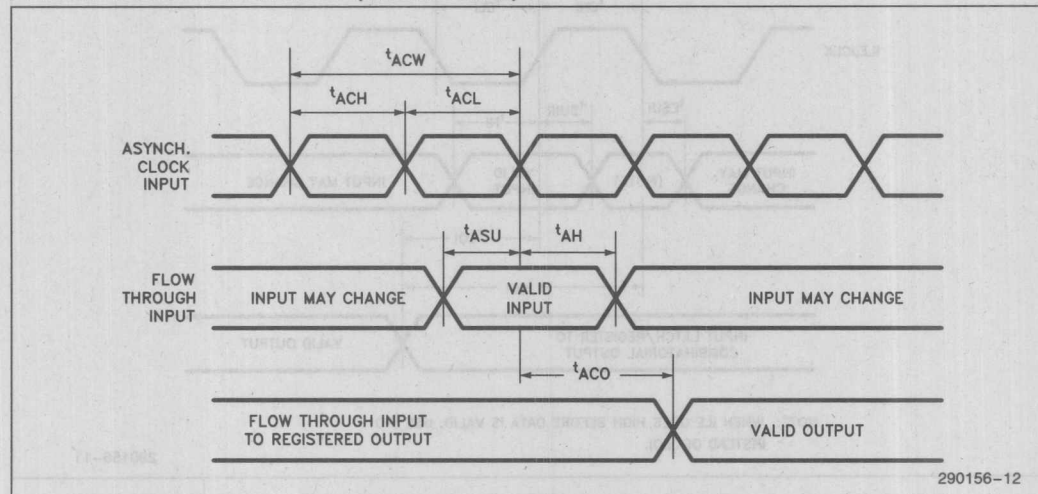 tACW
tACH
tACL
ASYNCH.
CLOCK
INPUT
tASU
tAH
FLOW
THROUGH
INPUT
INPUT MAY CHANGE
VALID
INPUT
INPUT MAY CHANGE
tACO
FLOW THROUGH INPUT
TO REGISTERED OUTPUT
VALID OUTPUT
290156-12